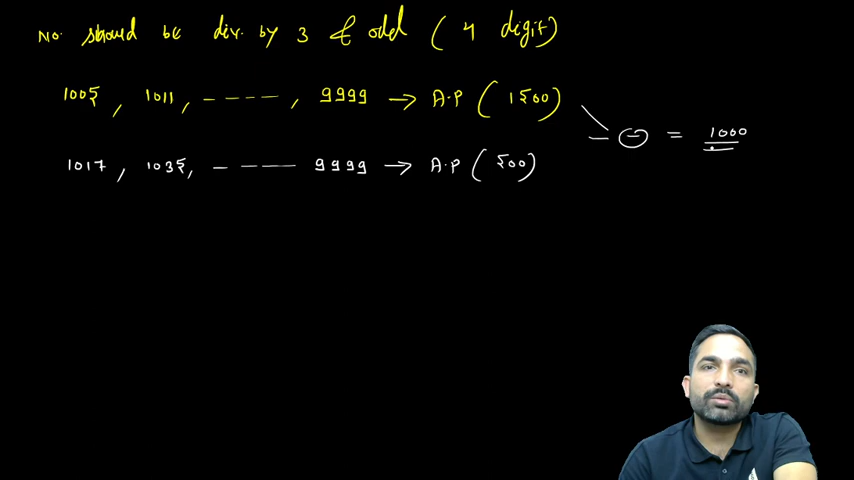 No. should be div. by 3 & odd ( 4 digit)
1005, 1011, ----, 9999 → A.P ( 1500)
1017, 1035, ---- 9999 → A.P ( 500)
- = 1000